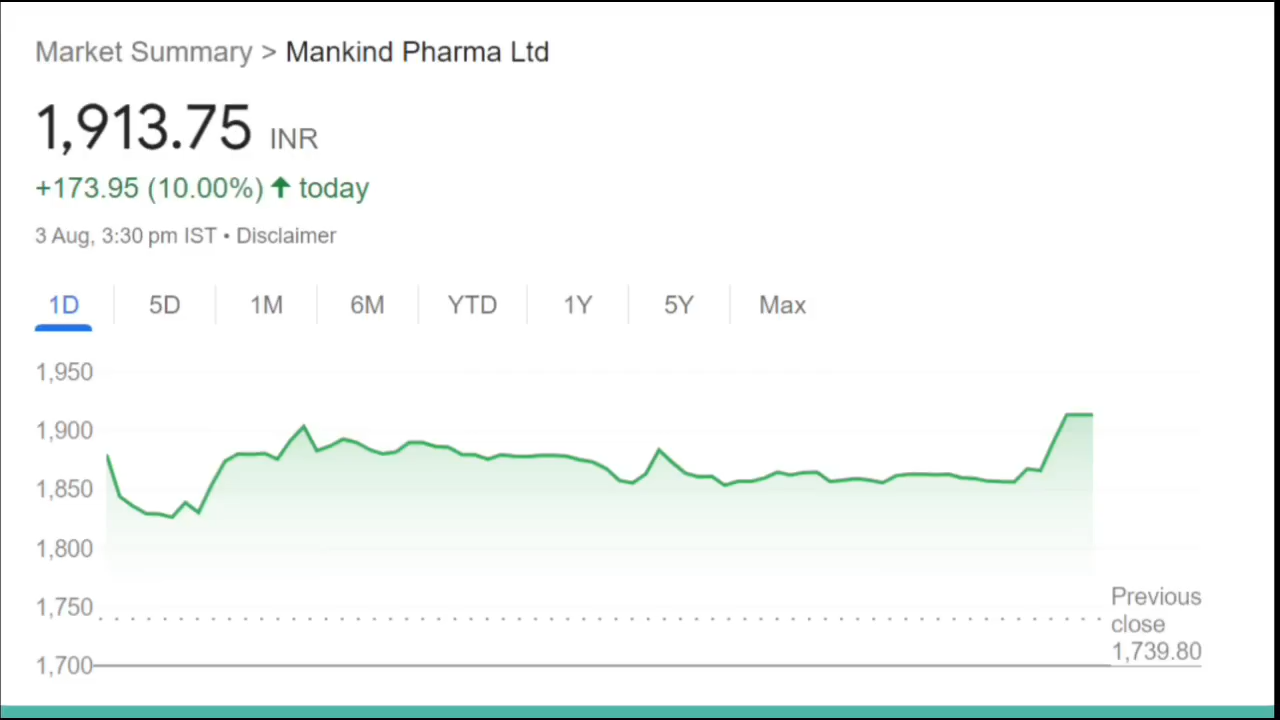 Market Summary > Mankind Pharma Ltd
1,913.75 INR
+173.95 (10.00%) ↑ today
3 Aug, 3:30 pm IST • Disclaimer
1D 5D 1M 6M YTD 1Y 5Y Max
1,950
1,900
1,850
1,800
1,750
1,700
Previous
close
1,739.80